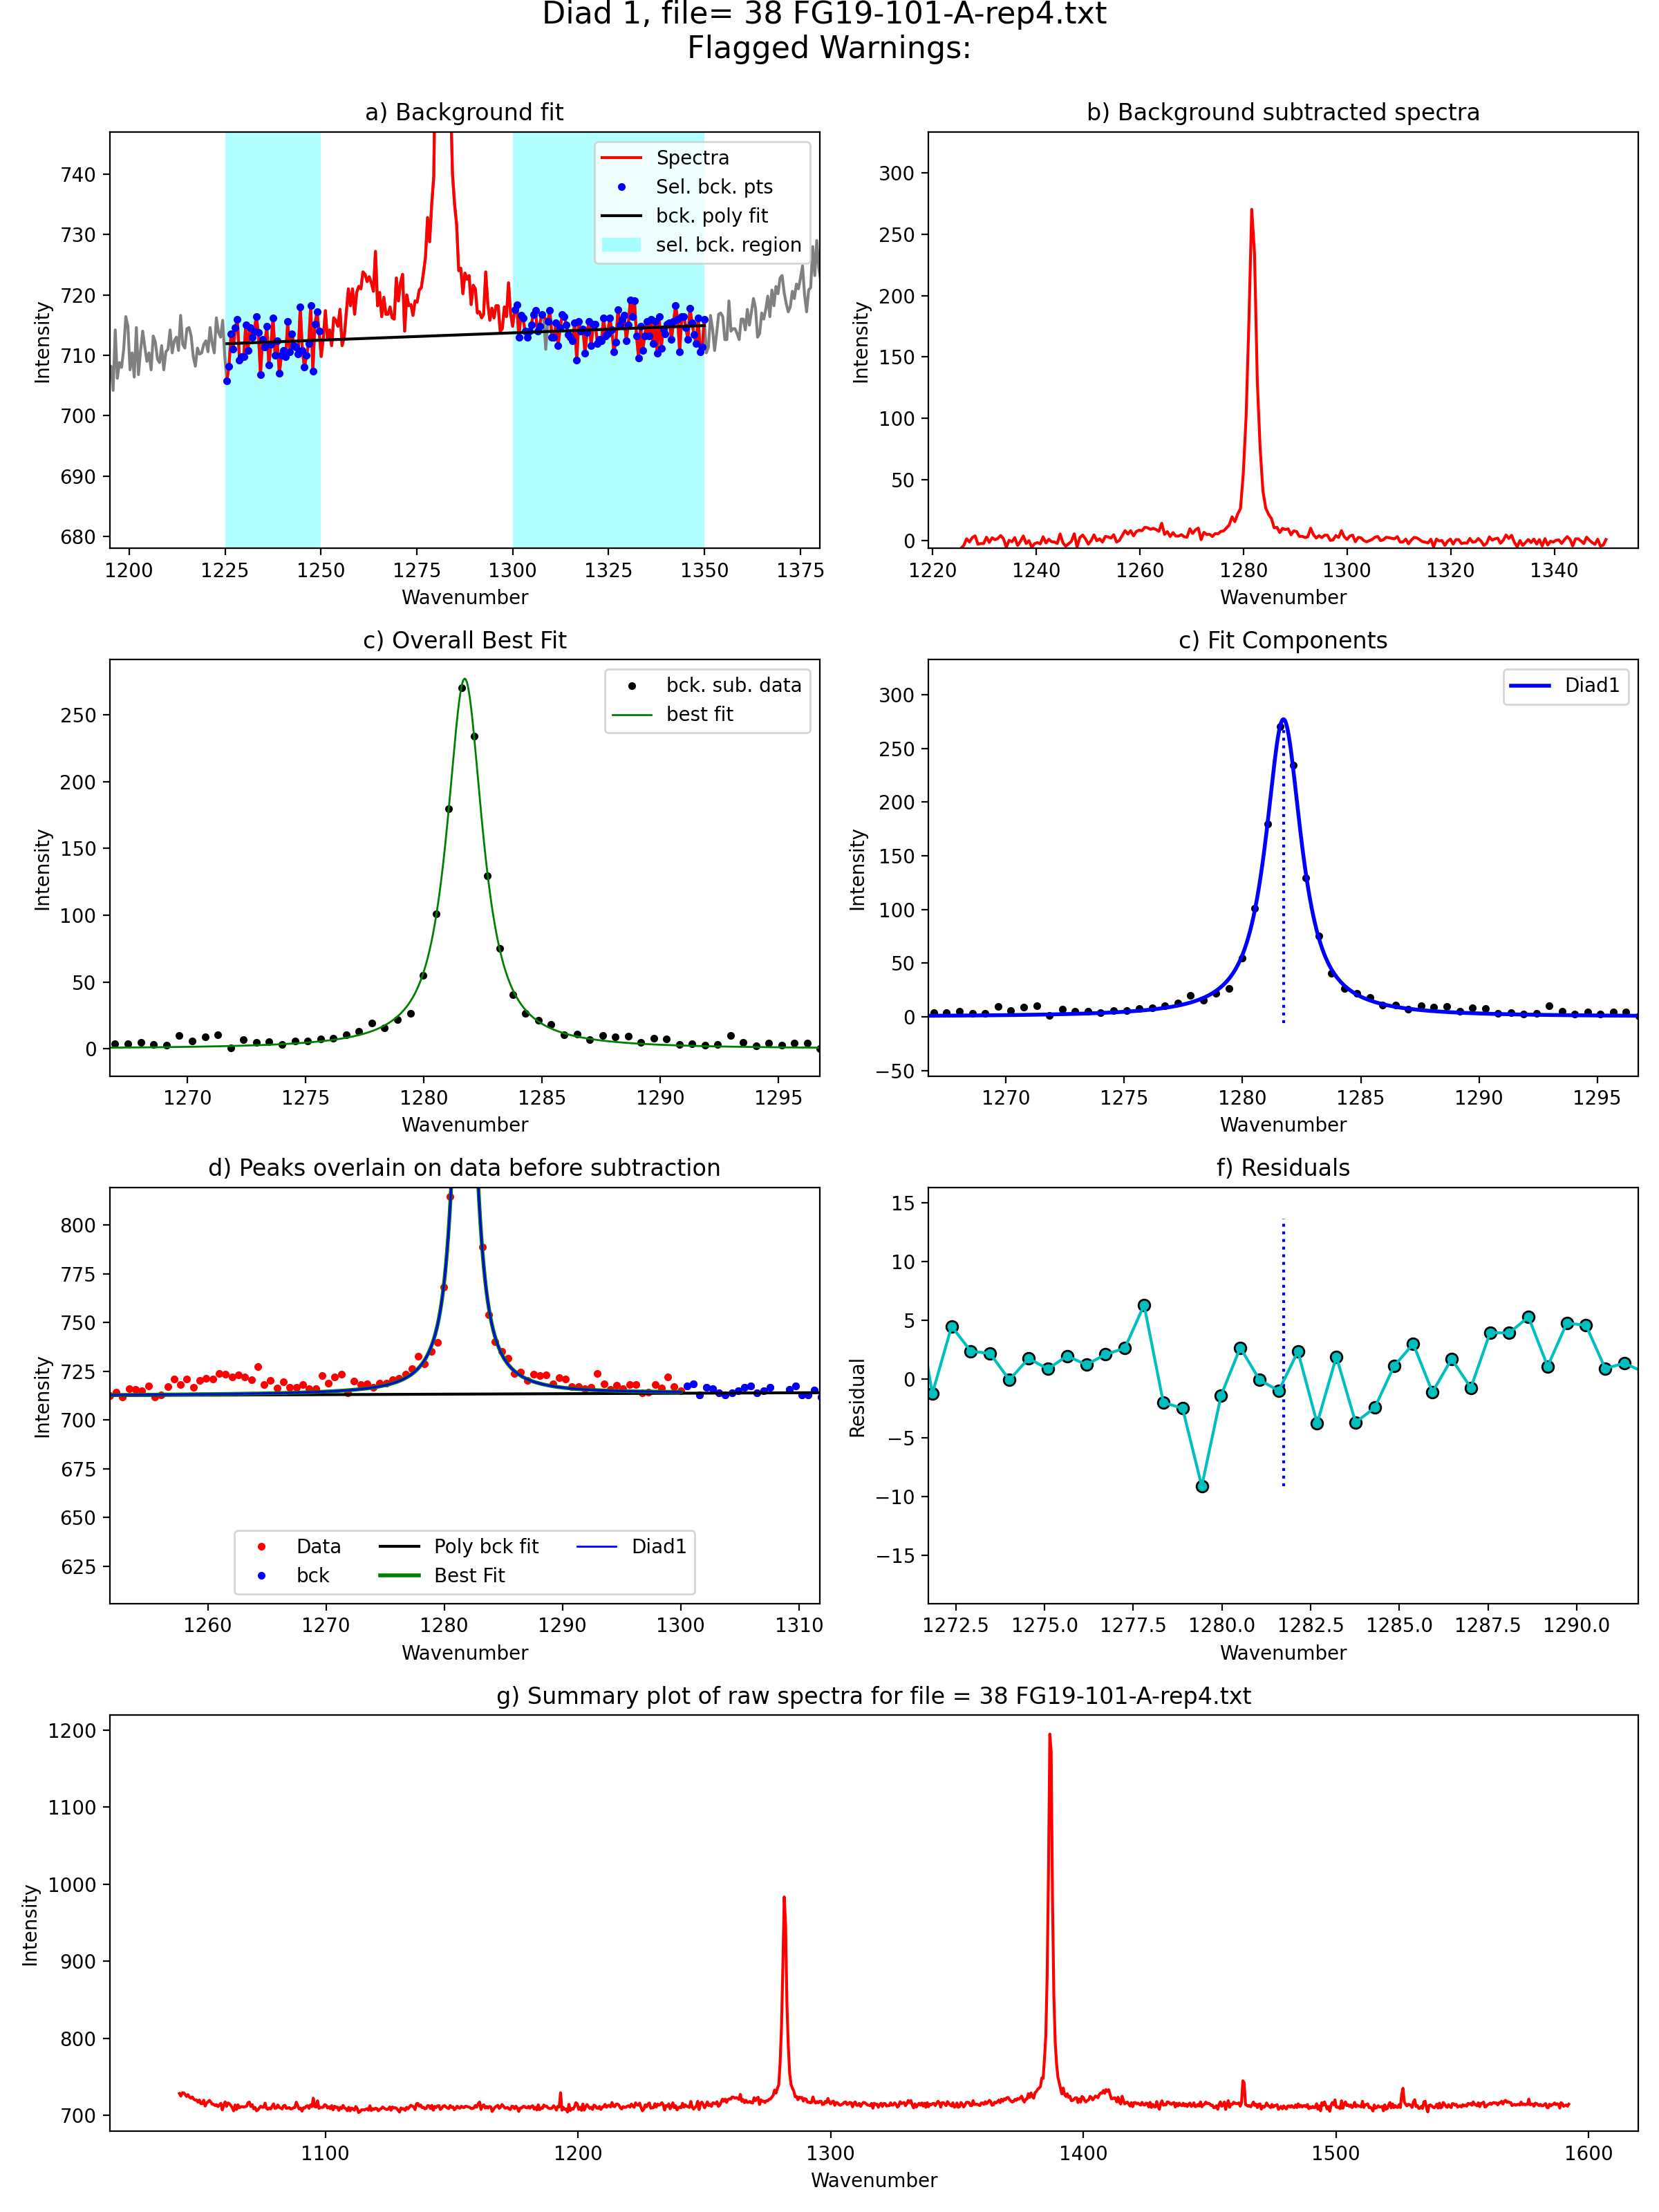 Diad 1, file= 38 FG19-101-A-rep4.txt
Flagged Warnings:
a) Background fit
740
730
720
710
700
690
680
Intensity
Spectra
Sel. bck. pts
bck. poly fit
sel. bck. region
1200 1225 1250 1275 1300 1325 1350 1375
Wavenumber
b) Background subtracted spectra
300
250
200
150
100
50
0
Intensity
1220 1240 1260 1280 1300 1320 1340
Wavenumber
c) Overall Best Fit
250
200
150
100
50
0
Intensity
bck. sub. data
best fit
1270 1275 1280 1285 1290 1295
Wavenumber
c) Fit Components
300
250
200
150
100
50
0
−50
Intensity
Diad1
1270 1275 1280 1285 1290 1295
Wavenumber
d) Peaks overlain on data before subtraction
800
775
750
725
700
675
650
625
Intensity
Data Poly bck fit Diad1
bck Best Fit
1260 1270 1280 1290 1300 1310
Wavenumber
f) Residuals
15
10
5
0
−5
−10
−15
Residual
1272.5 1275.0 1277.5 1280.0 1282.5 1285.0 1287.5 1290.0
Wavenumber
g) Summary plot of raw spectra for file = 38 FG19-101-A-rep4.txt
1200
1100
1000
900
800
700
Intensity
1100 1200 1300 1400 1500 1600
Wavenumber